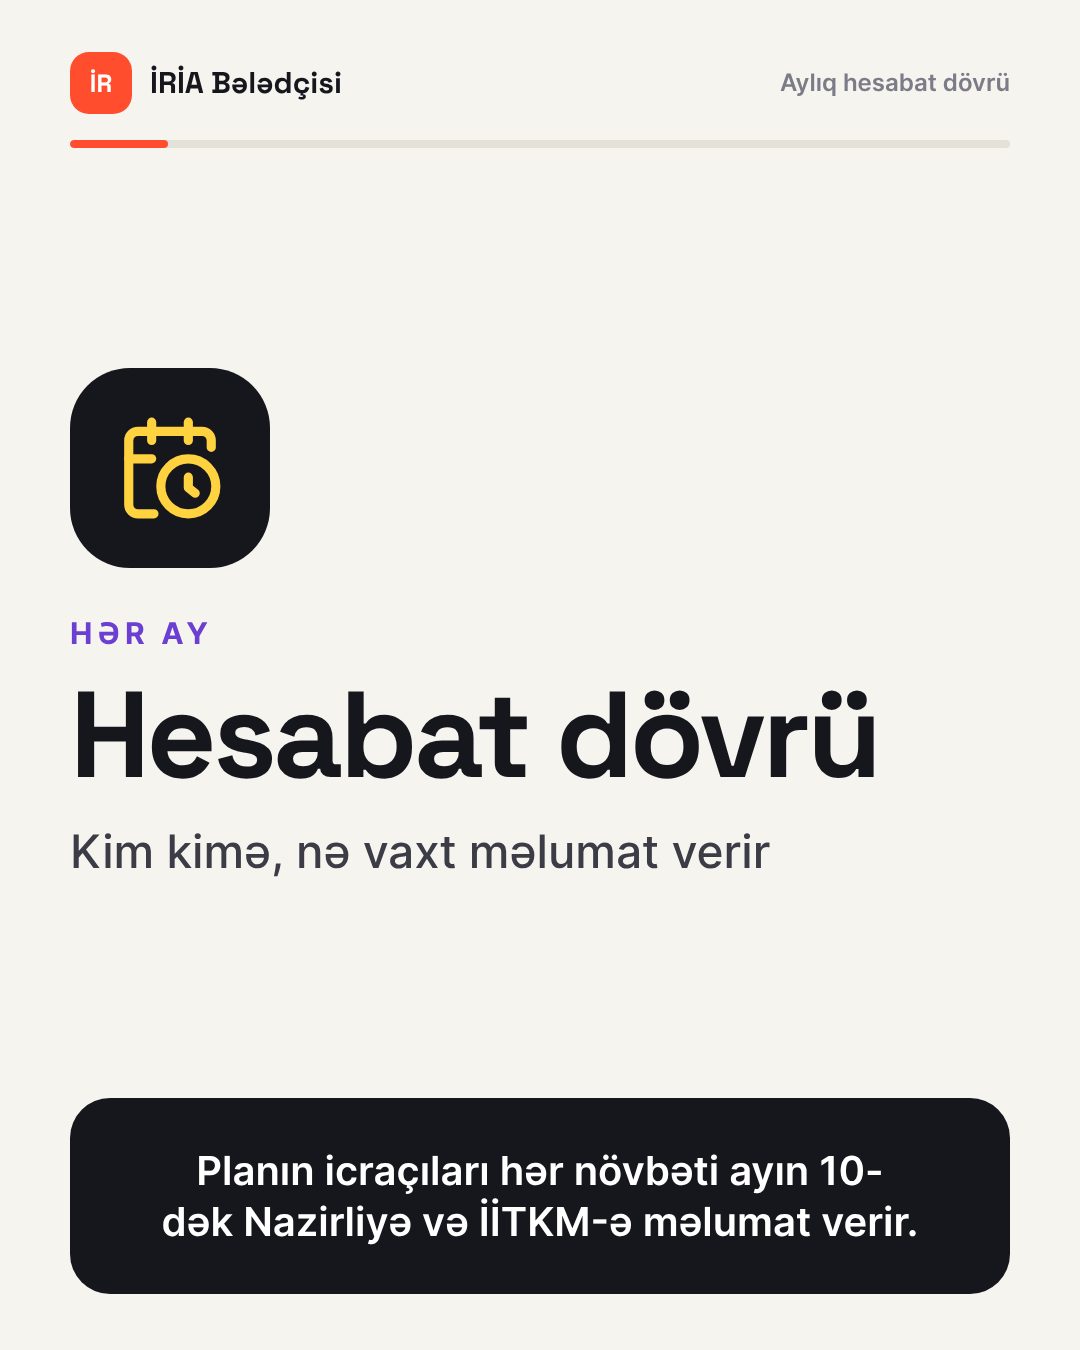 İR
İRİA Bələdçisi
Aylıq hesabat dövrü
HƏR AY
Hesabat dövrü
Kim kimə, nə vaxt məlumat verir
Planın icraçıları hər növbəti ayın 10-
dək Nazirliyə və İİTKM-ə məlumat verir.